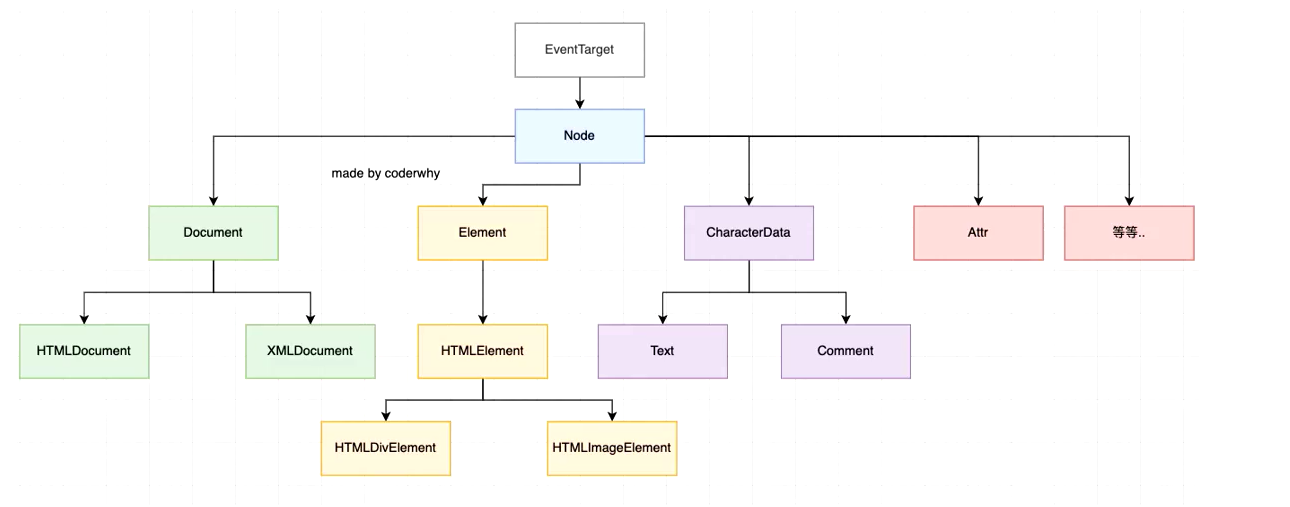 EventTarget
Node
made by coderwhy
Document
Element
CharacterData
Attr
等等..
HTMLDocument
XMLDocument
HTMLElement
Text
Comment
HTMLDivElement
HTMLImageElement